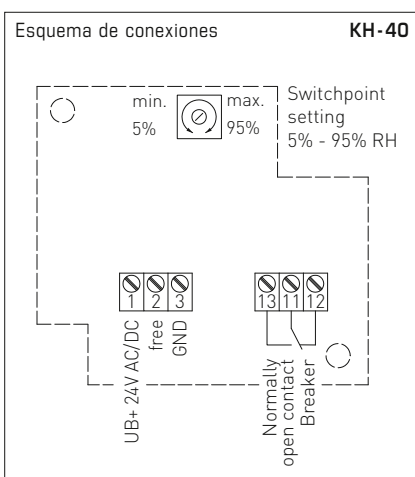 Esquema de conexiones KH-40
min. max.
5% 95%
Switchpoint
setting
5% - 95% RH
1 2 3
13 11 12
UB+ 24V AC/DC
free
GND
Normally
open contact
Breaker